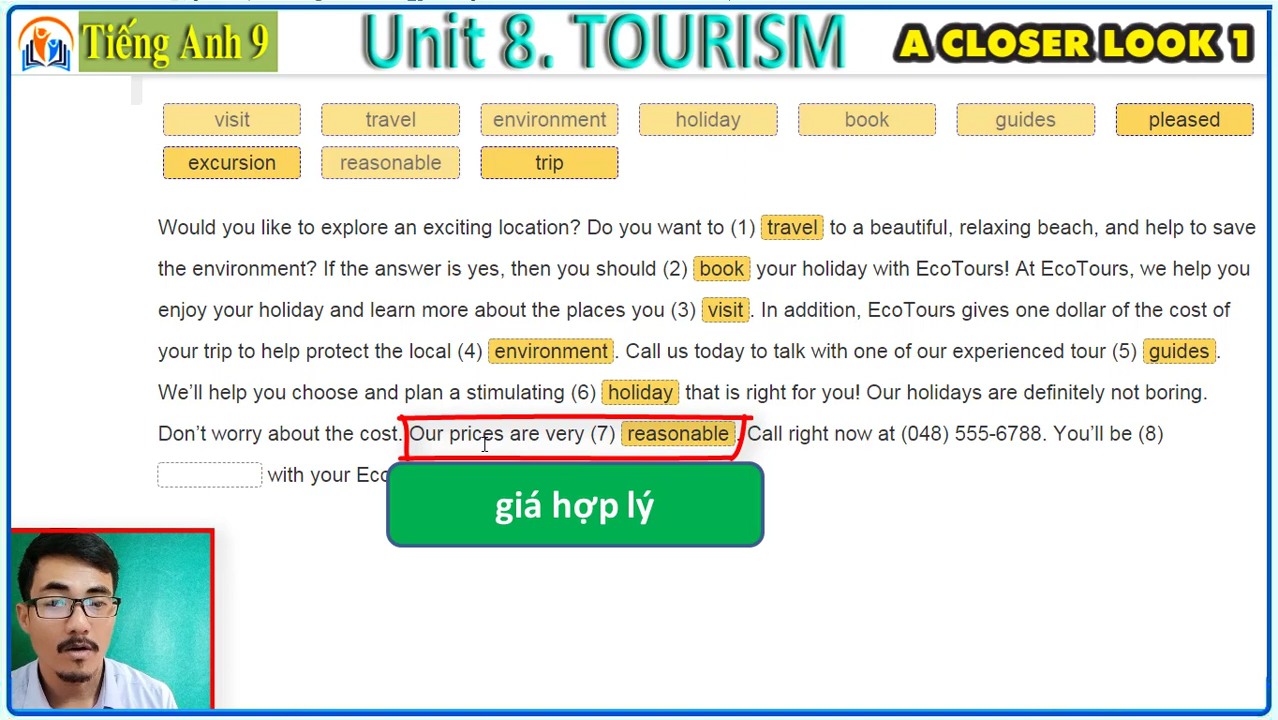 Tiếng Anh 9 Unit 8. TOURISM A CLOSER LOOK 1
visit travel environment holiday book guides pleased
excursion reasonable trip
Would you like to explore an exciting location? Do you want to (1) travel to a beautiful, relaxing beach, and help to save
the environment? If the answer is yes, then you should (2) book your holiday with EcoTours! At EcoTours, we help you
enjoy your holiday and learn more about the places you (3) visit . In addition, EcoTours gives one dollar of the cost of
your trip to help protect the local (4) environment . Call us today to talk with one of our experienced tour (5) guides .
We’ll help you choose and plan a stimulating (6) holiday that is right for you! Our holidays are definitely not boring.
Don’t worry about the cost. Our prices are very (7) reasonable . Call right now at (048) 555-6788. You’ll be (8)
with your Eco
giá hợp lý